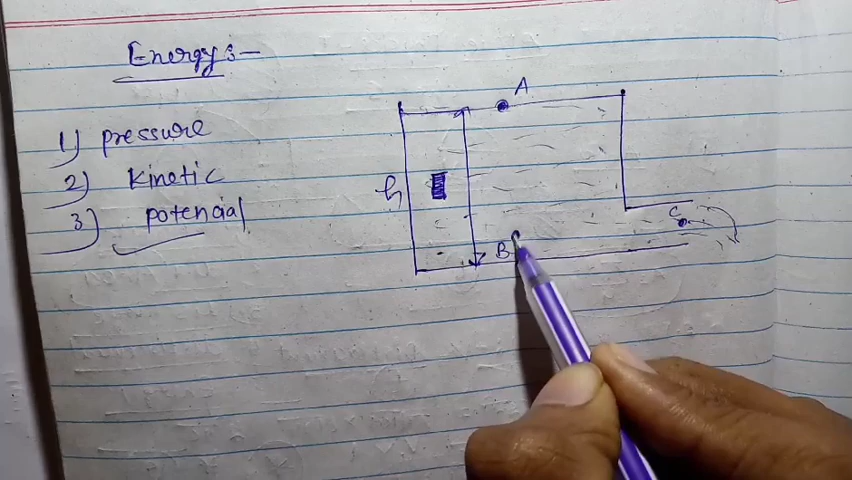 Energy :-
1) pressure
2) Kinetic
3) potencial
A
h
B
C